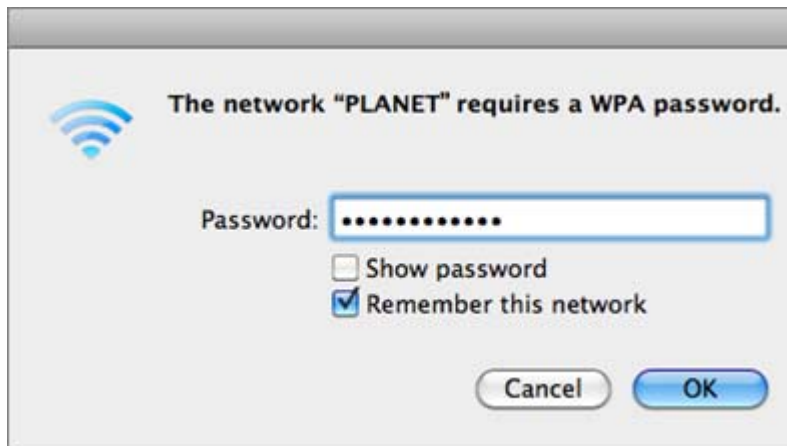 The network “PLANET” requires a WPA password.
Password: ••••••••••••
Show password
Remember this network
Cancel OK